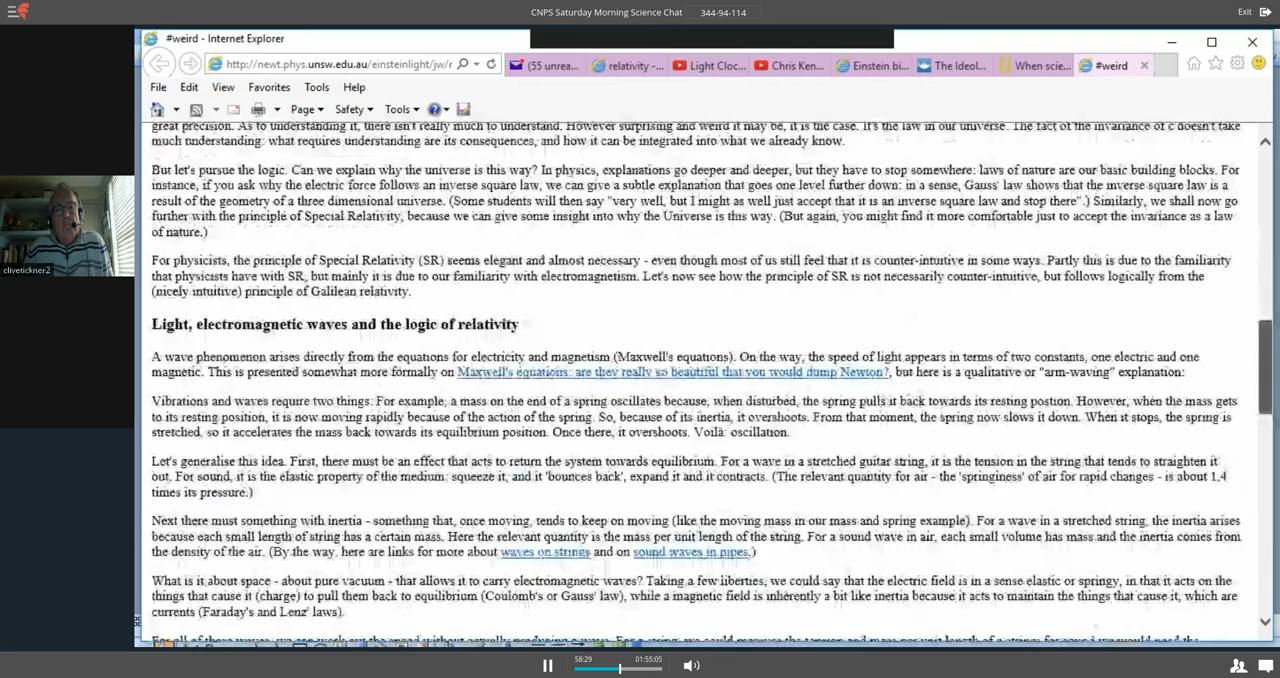 CNPS Saturday Morning Science Chat 344-94-114
Exit
#weird - Internet Explorer
http://newt.phys.unsw.edu.au/einsteinlight/jw/r
(55 unrea...
relativity -...
Light Cloc...
Chris Ken...
Einstein bi...
The Ideol...
When scie...
#weird
File Edit View Favorites Tools Help
Page Safety Tools
great precision. As to understanding it, there isn't really much to understand. However surprising and weird it may be, it is the case. It's the law in our universe. The fact of the invariance of c doesn't take
much understanding: what requires understanding are its consequences, and how it can be integrated into what we already know.
But let's pursue the logic. Can we explain why the universe is this way? In physics, explanations go deeper and deeper, but they have to stop somewhere: laws of nature are our basic building blocks. For
instance, if you ask why the electric force follows an inverse square law, we can give a subtle explanation that goes one level further down: in a sense, Gauss' law shows that the inverse square law is a
result of the geometry of a three dimensional universe. (Some students will then say "very well, but I might as well just accept that it is an inverse square law and stop there".) Similarly, we shall now go
further with the principle of Special Relativity, because we can give some insight into why the Universe is this way. (But again, you might find it more comfortable just to accept the invariance as a law
of nature.)
For physicists, the principle of Special Relativity (SR) seems elegant and almost necessary - even though most of us still feel that it is counter-intuitive in some ways. Partly this is due to the familiarity
that physicists have with SR, but mainly it is due to our familiarity with electromagnetism. Let's now see how the principle of SR is not necessarily counter-intuitive, but follows logically from the
(nicely intuitive) principle of Galilean relativity.
Light, electromagnetic waves and the logic of relativity
A wave phenomenon arises directly from the equations for electricity and magnetism (Maxwell's equations). On the way, the speed of light appears in terms of two constants, one electric and one
magnetic. This is presented somewhat more formally on Maxwell's equations: are they really so beautiful that you would dump Newton?, but here is a qualitative or "arm-waving" explanation:
Vibrations and waves require two things. For example, a mass on the end of a spring oscillates because, when disturbed, the spring pulls it back towards its resting postion. However, when the mass gets
to its resting position, it is now moving rapidly because of the action of the spring. So, because of its inertia, it overshoots. From that moment, the spring now slows it down. When it stops, the spring is
stretched, so it accelerates the mass back towards its equilibrium position. Once there, it overshoots. Voilà: oscillation.
Let's generalise this idea. First, there must be an effect that acts to return the system towards equilibrium. For a wave in a stretched guitar string, it is the tension in the string that tends to straighten it
out. For sound, it is the elastic property of the medium: squeeze it, and it 'bounces back', expand it and it contracts. (The relevant quantity for air - the 'springiness' of air for rapid changes - is about 1.4
times its pressure.)
Next there must something with inertia - something that, once moving, tends to keep on moving (like the moving mass in our mass and spring example). For a wave in a stretched string, the inertia arises
because each small length of string has a certain mass. Here the relevant quantity is the mass per unit length of the string. For a sound wave in air, each small volume has mass and the inertia comes from
the density of the air. (By the way, here are links for more about waves on strings and on sound waves in pipes.)
What is it about space - about pure vacuum - that allows it to carry electromagnetic waves? Taking a few liberties, we could say that the electric field is in a sense elastic or springy, in that it acts on the
things that cause it (charge) to pull them back to equilibrium (Coulomb's or Gauss' law), while a magnetic field is inherently a bit like inertia because it acts to maintain the things that cause it, which are
currents (Faraday's and Lenz' laws).
clivetickner2
58:29
01:55:05